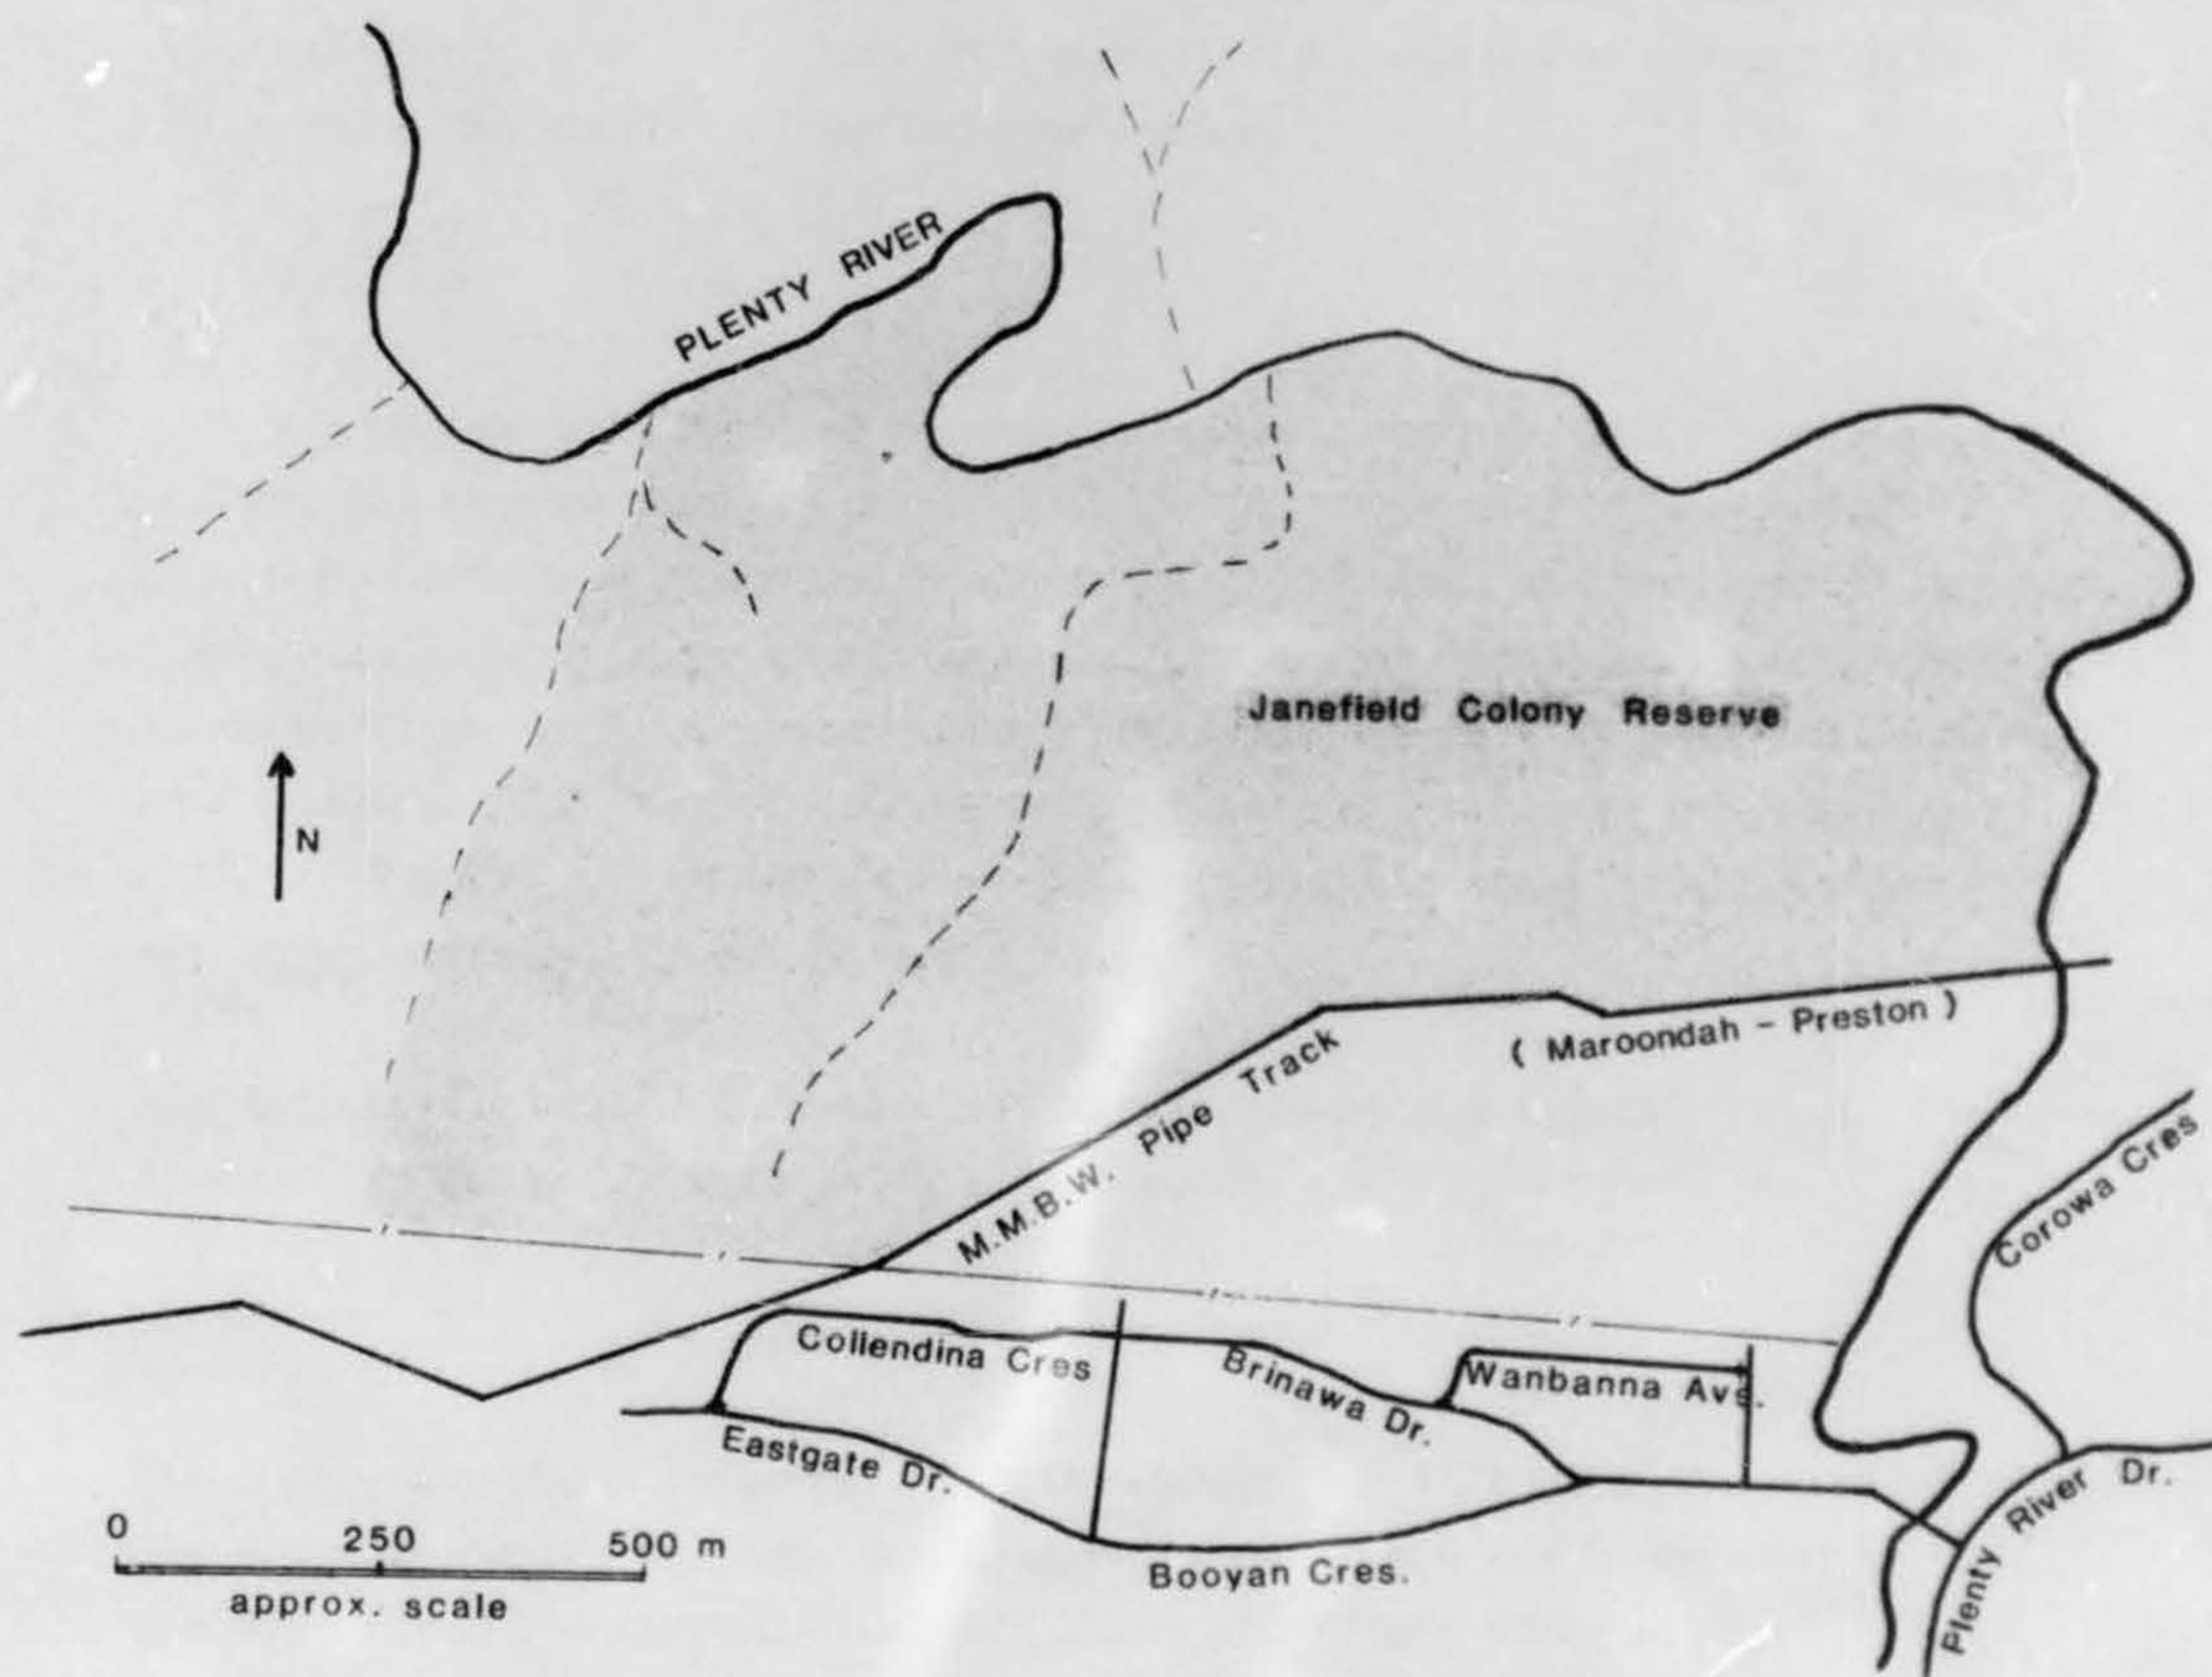 PLENTY RIVER
Janefield Colony Reserve
N
( Maroondah - Preston )
M.M.B.W. Pipe Track
Corowa Cres
Collendina Cres
Brinawa Dr.
Wanbanna Ave.
Eastgate Dr.
Booyan Cres.
Plenty River Dr.
0 250 500 m
approx. scale